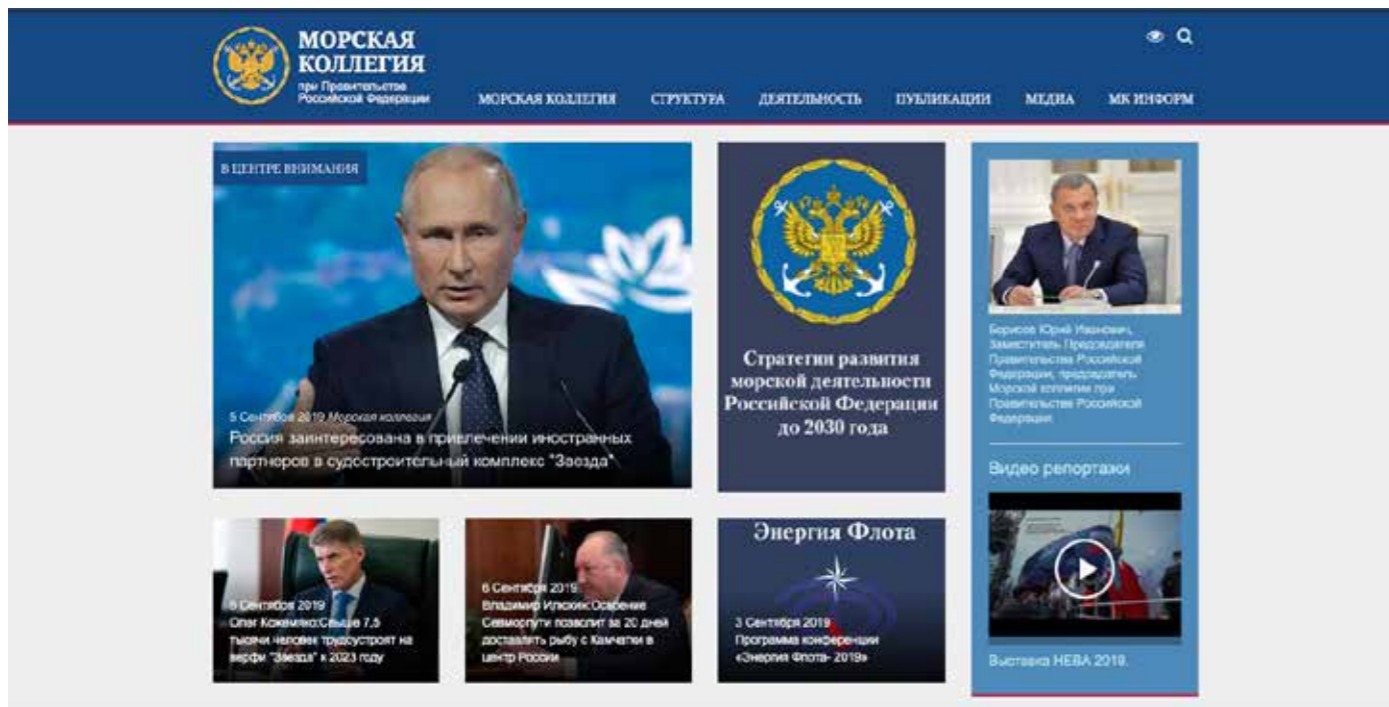 МОРСКАЯ
КОЛЛЕГИЯ
при Правительстве
Российской Федерации
МОРСКАЯ КОЛЛЕГИЯ СТРУКТУРА ДЕЯТЕЛЬНОСТЬ ПУБЛИКАЦИИ МЕДИА МК ИНФОРМ
В ЦЕНТРЕ ВНИМАНИЯ
5 Сентября 2019 Морская коллегия
Россия заинтересована в привлечении иностранных
партнеров в судостроительный комплекс "Звезда"
Стратегии развития
морской деятельности
Российской Федерации
до 2030 года
Борисов Юрий Иванович,
Заместитель Председателя
Правительства Российской
Федерации, председатель
Морской коллегии при
Правительстве Российской
Федерации
Видео репортажи
Выставка НЕВА 2019.
6 Сентября 2019
Олег Кожемяко:Свыше 7,5
тысячи человек трудоустроят на
верфи "Звезда" к 2023 году
6 Сентября 2019
Владимир Илюхин:Освоение
Севморпути позволит за 20 дней
доставлять рыбу с Камчатки в
центр России
Энергия Флота
3 Сентября 2019
Программа конференции
«Энергия Флота- 2019»